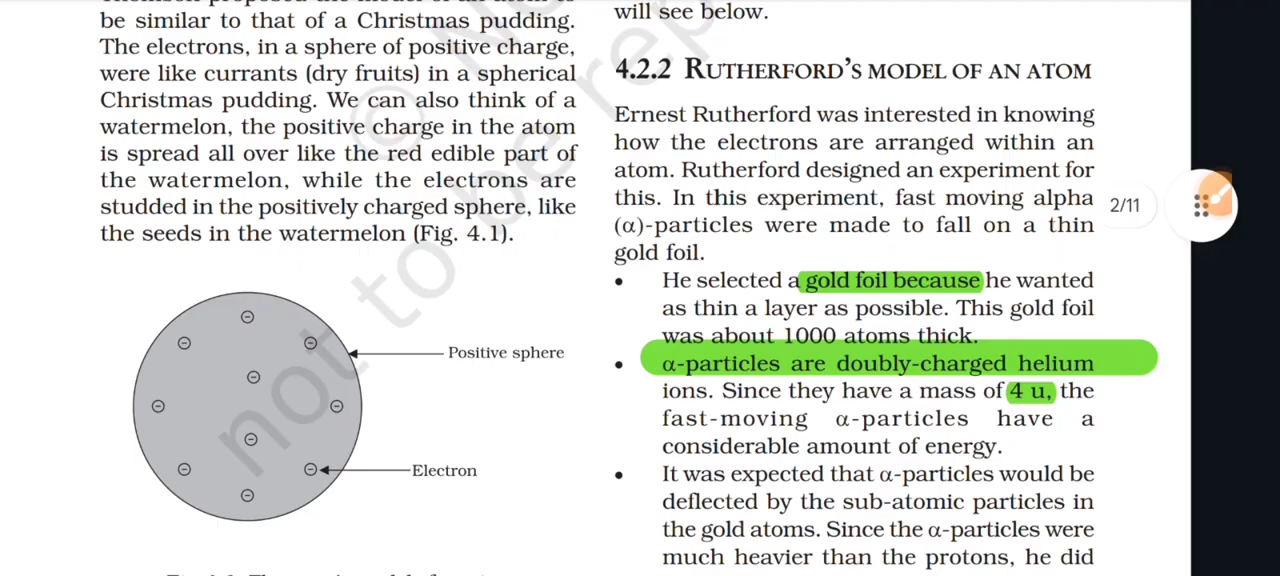 be similar to that of a Christmas pudding.
The electrons, in a sphere of positive charge,
were like currants (dry fruits) in a spherical
Christmas pudding. We can also think of a
watermelon, the positive charge in the atom
is spread all over like the red edible part of
the watermelon, while the electrons are
studded in the positively charged sphere, like
the seeds in the watermelon (Fig. 4.1).
Positive sphere
Electron
will see below.
4.2.2 RUTHERFORD'S MODEL OF AN ATOM
Ernest Rutherford was interested in knowing
how the electrons are arranged within an
atom. Rutherford designed an experiment for
this. In this experiment, fast moving alpha
(α)-particles were made to fall on a thin
gold foil.
• He selected a gold foil because he wanted
as thin a layer as possible. This gold foil
was about 1000 atoms thick.
• α-particles are doubly-charged helium
ions. Since they have a mass of 4 u, the
fast-moving α-particles have a
considerable amount of energy.
• It was expected that α-particles would be
deflected by the sub-atomic particles in
the gold atoms. Since the α-particles were
much heavier than the protons, he did
2/11
not to be rep